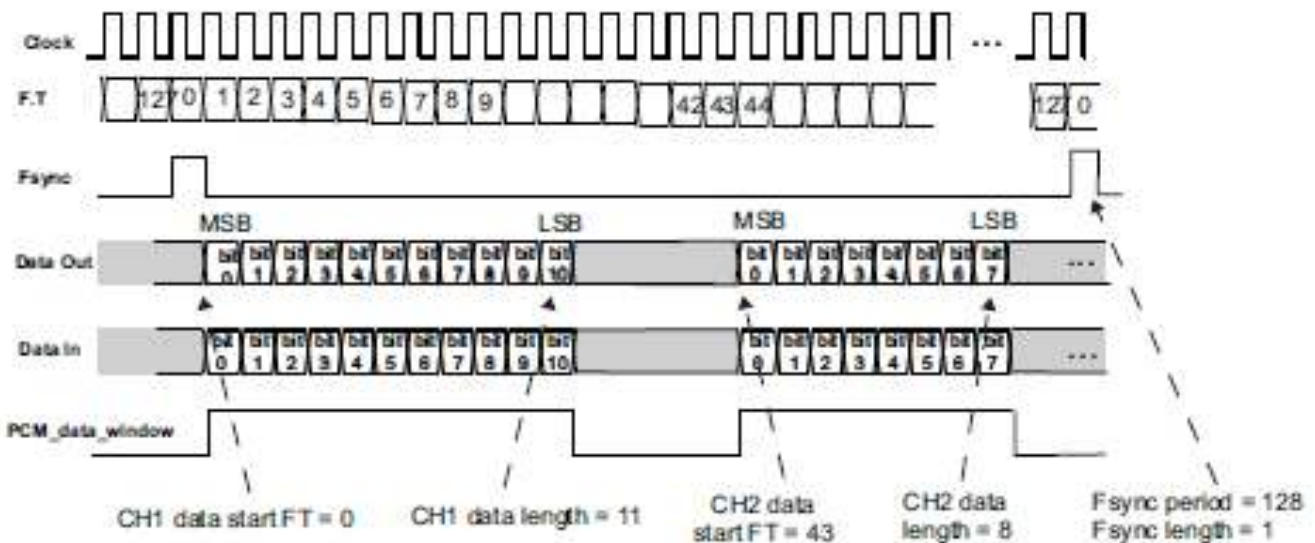 Clock ...
F.T 127 0 1 2 3 4 5 6 7 8 9 42 43 44 127 0
Fsync
MSB LSB MSB LSB
Data Out bit 0 bit 1 bit 2 bit 3 bit 4 bit 5 bit 6 bit 7 bit 8 bit 9 bit 10 bit 0 bit 1 bit 2 bit 3 bit 4 bit 5 bit 6 bit 7 ...
Data In bit 0 bit 1 bit 2 bit 3 bit 4 bit 5 bit 6 bit 7 bit 8 bit 9 bit 10 bit 0 bit 1 bit 2 bit 3 bit 4 bit 5 bit 6 bit 7 ...
PCM_data_window
CH1 data start FT = 0 CH1 data length = 11 CH2 data CH2 data Fsync period = 128
start FT = 43 length = 8 Fsync length = 1